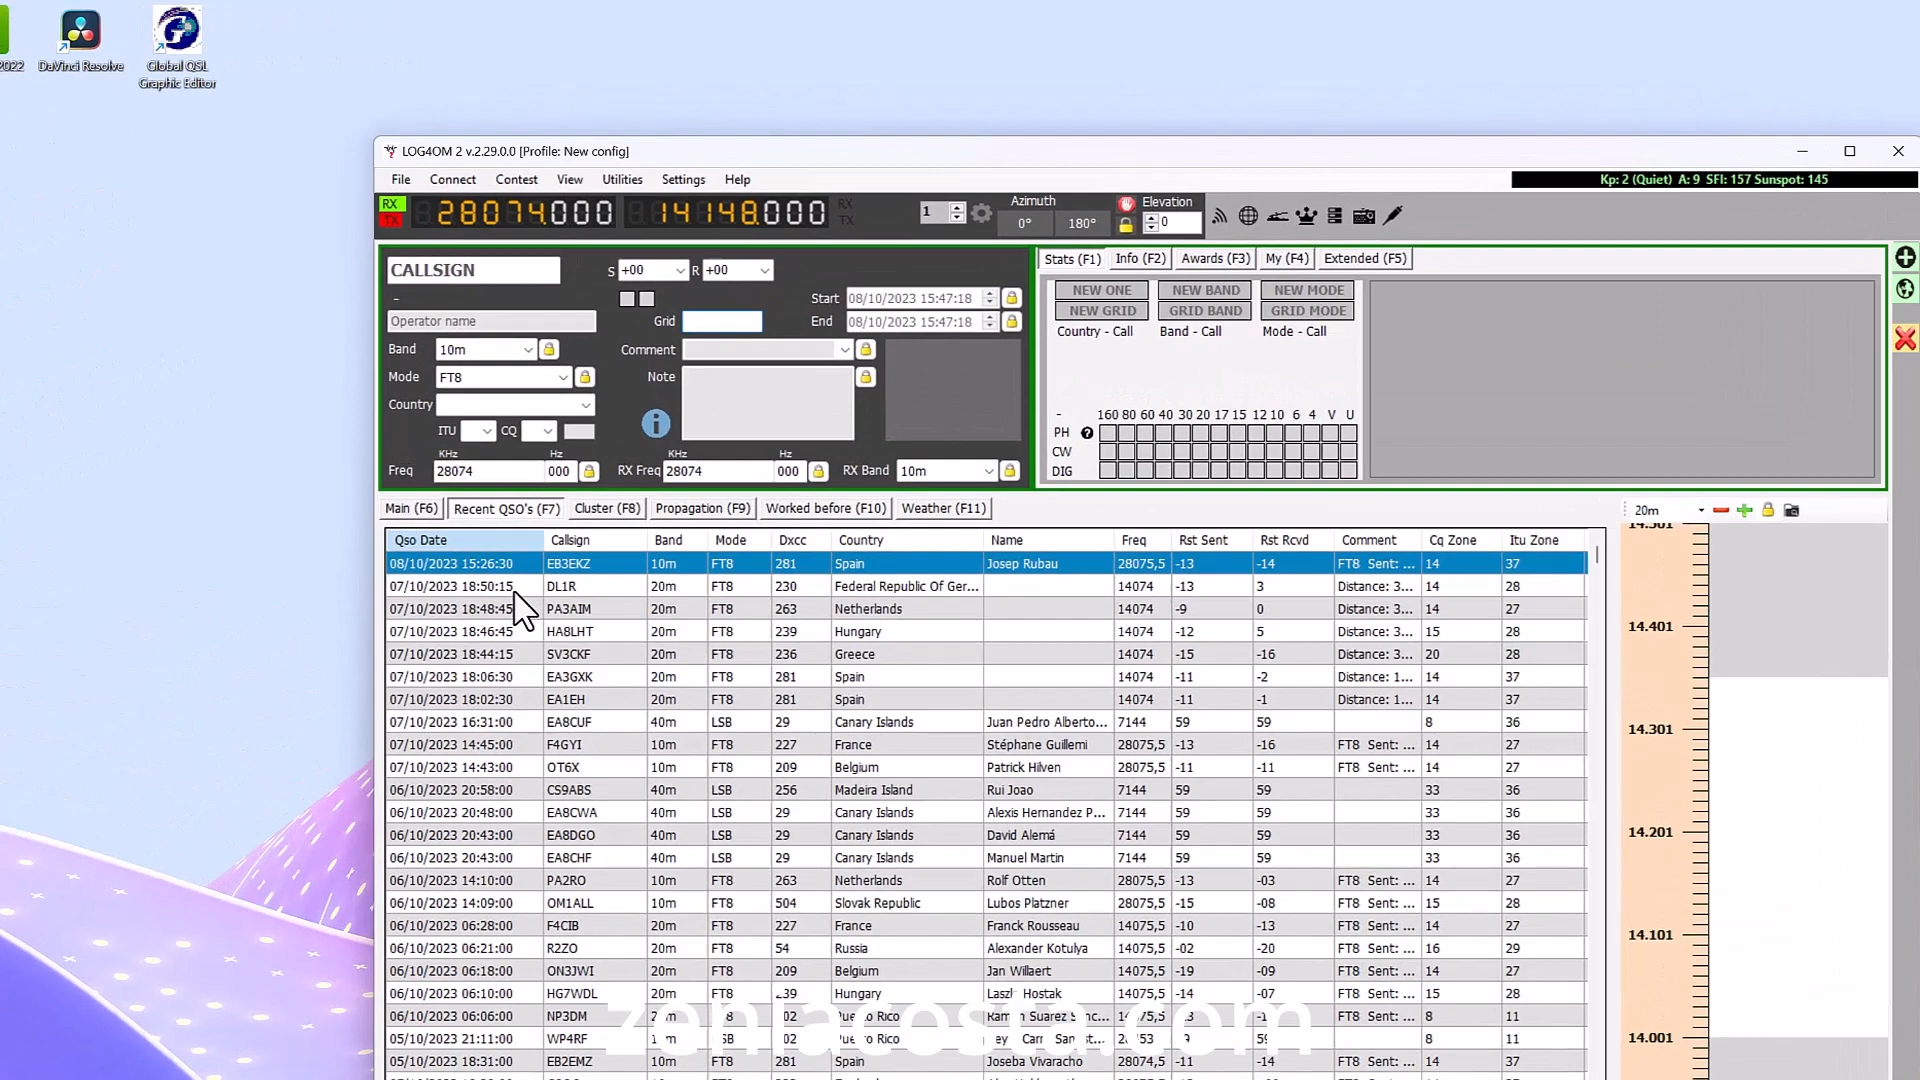 2022 DaVinci Resolve Global QSL
Graphic Editor
LOG4OM 2 v.2.29.0.0 [Profile: New config]
File Connect Contest View Utilities Settings Help
Kp: 2 (Quiet) A: 9 SFI: 157 Sunspot: 145
RX 28074.000 14148.000 RX
TX TX
1 Azimuth 0° 180° Elevation 0
CALLSIGN S +00 R +00
-
Start 08/10/2023 15:47:18
Operator name Grid End 08/10/2023 15:47:18
Band 10m Comment
Mode FT8 Note
Country
ITU CQ
KHz Hz KHz Hz
Freq 28074 000 RX Freq 28074 000 RX Band 10m
Stats (F1) Info (F2) Awards (F3) My (F4) Extended (F5)
NEW ONE NEW BAND NEW MODE
NEW GRID GRID BAND GRID MODE
Country - Call Band - Call Mode - Call
- 160 80 60 40 30 20 17 15 12 10 6 4 V U
PH
CW
DIG
Main (F6) Recent QSO's (F7) Cluster (F8) Propagation (F9) Worked before (F10) Weather (F11)
20m
Qso Date Callsign Band Mode Dxcc Country Name Freq Rst Sent Rst Rcvd Comment Cq Zone Itu Zone
08/10/2023 15:26:30 EB3EKZ 10m FT8 281 Spain Josep Rubau 28075,5 -13 -14 FT8 Sent: ... 14 37
07/10/2023 18:50:15 DL1R 20m FT8 230 Federal Republic Of Ger... 14074 -13 3 Distance: 3... 14 28
07/10/2023 18:48:45 PA3AIM 20m FT8 263 Netherlands 14074 -9 0 Distance: 3... 14 27
07/10/2023 18:46:45 HA8LHT 20m FT8 239 Hungary 14074 -12 5 Distance: 3... 15 28
07/10/2023 18:44:15 SV3CKF 20m FT8 236 Greece 14074 -15 -16 Distance: 3... 20 28
07/10/2023 18:06:30 EA3GXK 20m FT8 281 Spain 14074 -11 -2 Distance: 1... 14 37
07/10/2023 18:02:30 EA1EH 20m FT8 281 Spain 14074 -11 -1 Distance: 1... 14 37
07/10/2023 16:31:00 EA8CUF 40m LSB 29 Canary Islands Juan Pedro Alberto... 7144 59 59 8 36
07/10/2023 14:45:00 F4GYI 10m FT8 227 France Stéphane Guillemi 28075,5 -13 -16 FT8 Sent: ... 14 27
07/10/2023 14:43:00 OT6X 10m FT8 209 Belgium Patrick Hilven 28075,5 -11 -11 FT8 Sent: ... 14 27
06/10/2023 20:58:00 CS9ABS 40m LSB 256 Madeira Island Rui Joao 7144 59 59 33 36
06/10/2023 20:48:00 EA8CWA 40m LSB 29 Canary Islands Alexis Hernandez P... 7144 59 59 33 36
06/10/2023 20:43:00 EA8DGO 40m LSB 29 Canary Islands David Alemá 7144 59 59 33 36
06/10/2023 20:43:00 EA8CHF 40m LSB 29 Canary Islands Manuel Martin 7144 59 59 33 36
06/10/2023 14:10:00 PA2RO 10m FT8 263 Netherlands Rolf Otten 28075,5 -13 -03 FT8 Sent: ... 14 27
06/10/2023 14:09:00 OM1ALL 10m FT8 504 Slovak Republic Lubos Platzner 28075,5 -15 -08 FT8 Sent: ... 15 28
06/10/2023 06:28:00 F4CIB 20m FT8 227 France Franck Rousseau 14075,5 -10 -13 FT8 Sent: ... 14 27
06/10/2023 06:21:00 R2ZO 20m FT8 54 Russia Alexander Kotulya 14075,5 -02 -20 FT8 Sent: ... 16 29
06/10/2023 06:18:00 ON3JWI 20m FT8 209 Belgium Jan Willaert 14075,5 -19 -09 FT8 Sent: ... 14 27
06/10/2023 06:10:00 HG7WDL 20m FT8 239 Hungary Laszlo Hostak 14075,5 -14 -07 FT8 Sent: ... 15 28
06/10/2023 06:06:00 NP3DM Puerto Rico Ramon Suarez FT8 Sent: ... 8 11
05/10/2023 21:11:00 WP4RF Rico 8 11
05/10/2023 18:31:00 EB2EMZ 10m FT8 281 Spain Joseba Vivaracho 28074,5 -11 -14 FT8 Sent: ... 14 37
14.501
14.401
14.301
14.201
14.101
14.001